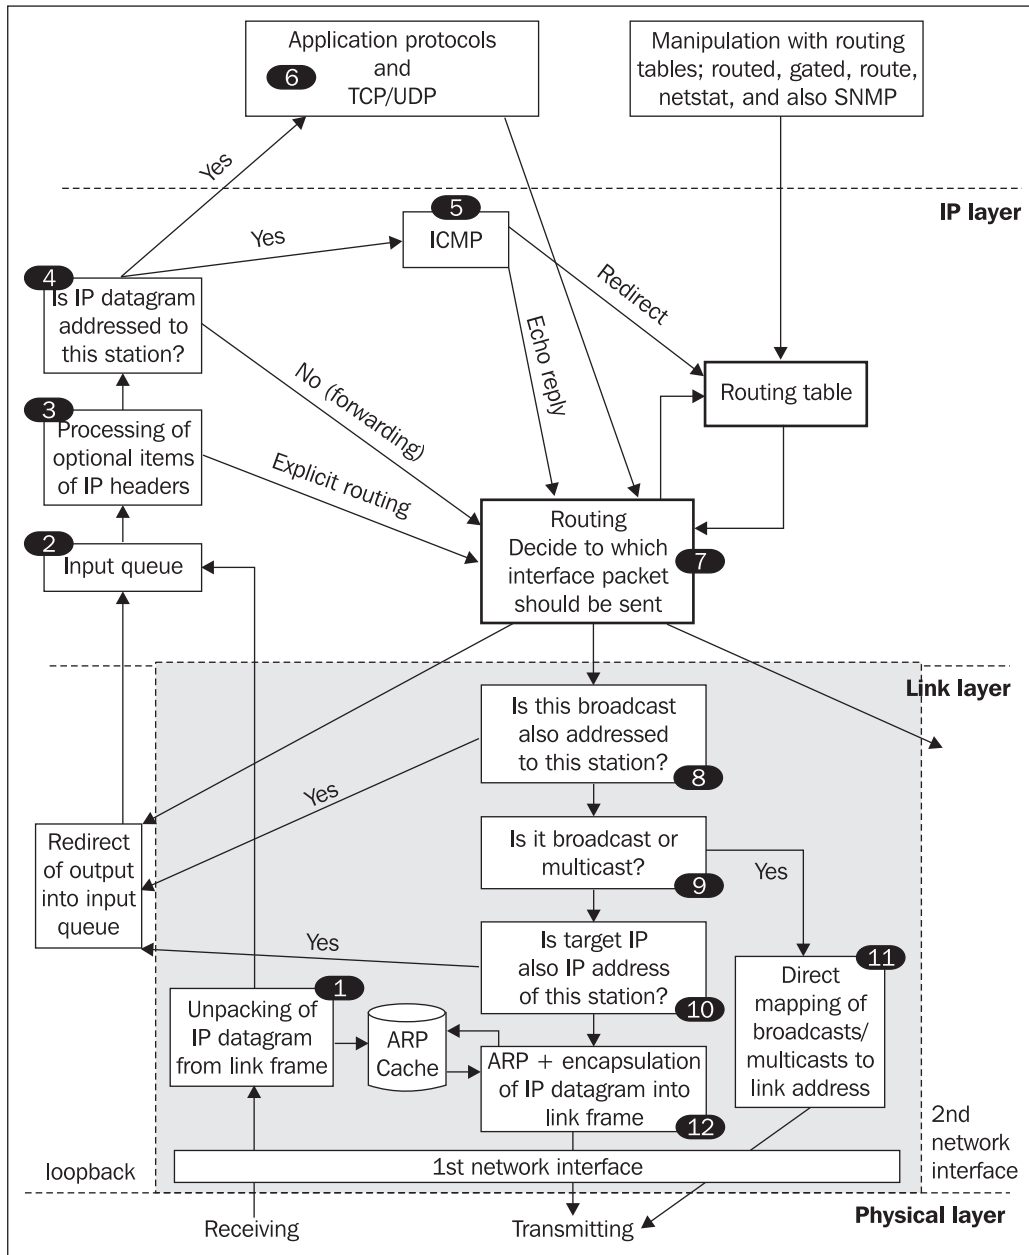 Application protocols
and
6
TCP/UDP
Manipulation with routing
tables; routed, gated, route,
netstat, and also SNMP
Yes
IP layer
5
ICMP
Yes
4
Is IP datagram
addressed to
this station?
Redirect
Echo reply
No (forwarding)
Routing table
3
Processing of
optional items
of IP headers
Explicit routing
2
Input queue
Routing
Decide to which
interface packet
should be sent
7
Link layer
Is this broadcast
also addressed
to this station?
8
Yes
Redirect
of output
into input
queue
Is it broadcast or
multicast?
9
Yes
Yes
Is target IP
also IP address
of this station?
10
11
Direct
mapping of
broadcasts/
multicasts to
link address
1
Unpacking of
IP datagram
from link frame
ARP
Cache
ARP + encapsulation
of IP datagram into
link frame
12
2nd
network
interface
loopback
1st network interface
Physical layer
Receiving
Transmitting